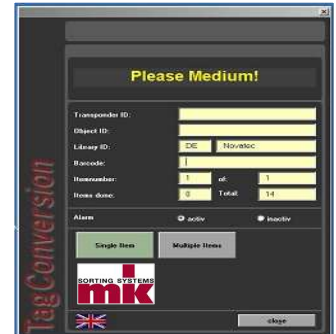 Please Medium!
Transponder ID:
Object ID:
Library ID: DE Novatec
Barcode:
Itemnumber: 1 of: 1
Items done: 0 Total: 14
Alarm activ inactiv
Single Item Multiple Items
SORTING SYSTEMS
mk
close
TagConversion